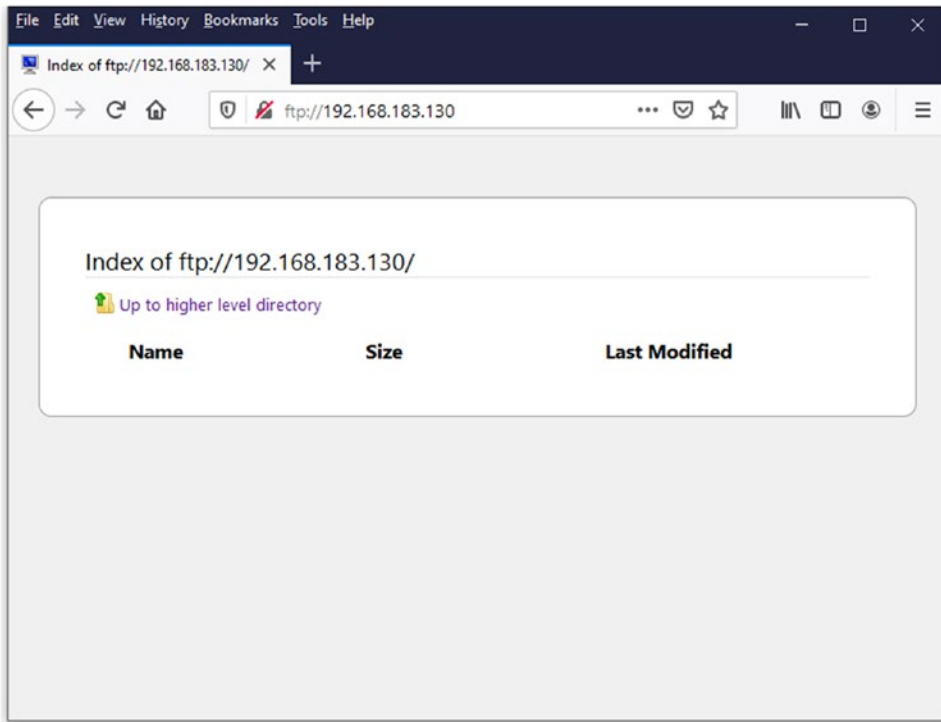 File Edit View History Bookmarks Tools Help
Index of ftp://192.168.183.130/
ftp://192.168.183.130
Index of ftp://192.168.183.130/
Up to higher level directory
Name Size Last Modified